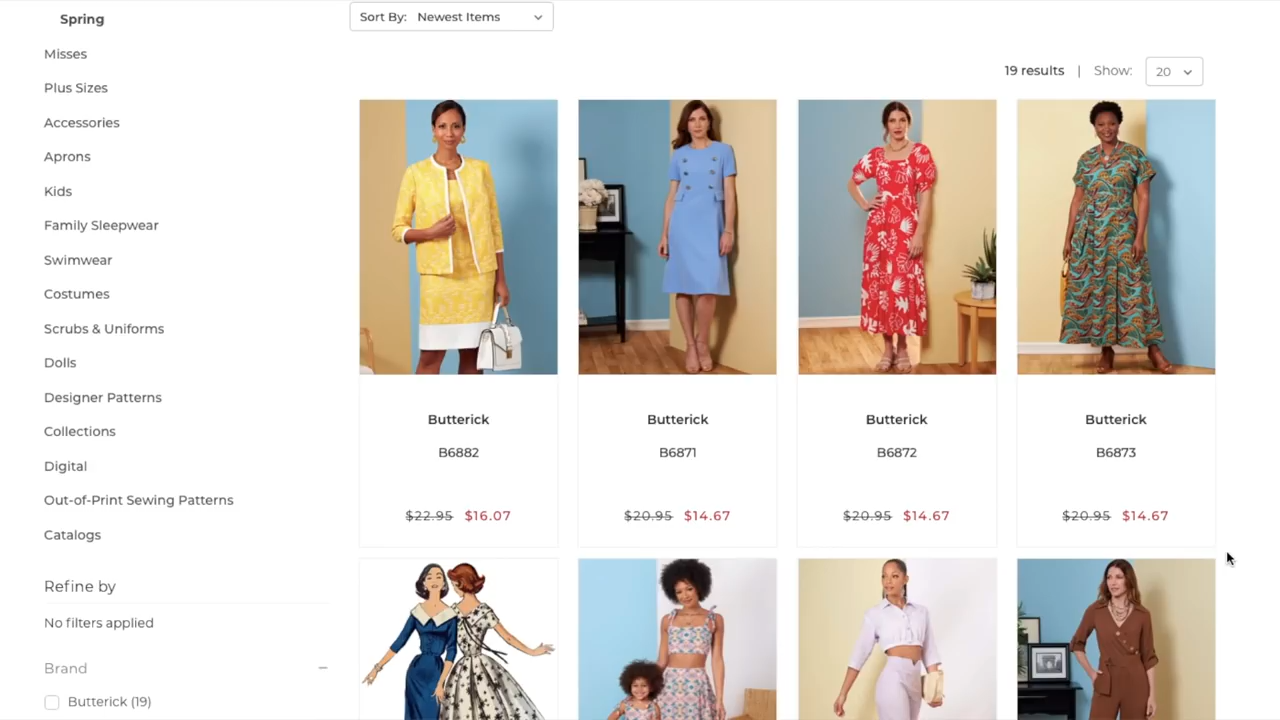 Spring
Misses
Plus Sizes
Accessories
Aprons
Kids
Family Sleepwear
Swimwear
Costumes
Scrubs & Uniforms
Dolls
Designer Patterns
Collections
Digital
Out-of-Print Sewing Patterns
Catalogs
Refine by
No filters applied
Brand
Butterick (19)
Sort By: Newest Items
19 results | Show: 20
Butterick
B6882
$22.95 $16.07
Butterick
B6871
$20.95 $14.67
Butterick
B6872
$20.95 $14.67
Butterick
B6873
$20.95 $14.67